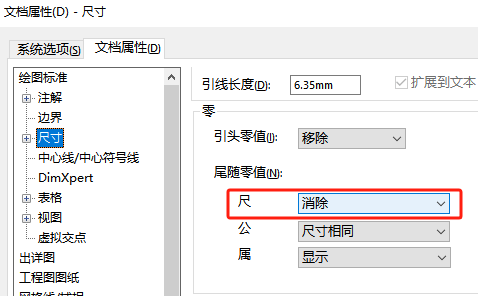 文档属性(D) - 尺寸
系统选项(S) 文档属性(D)
绘图标准
注解
边界
尺寸
中心线/中心符号线
DimXpert
表格
视图
虚拟交点
出详图
工程图图纸
引线长度(D): 6.35mm 扩展到文本
零
引头零值(I): 移除
尾随零值(N):
尺 消除
公 尺寸相同
属 显示